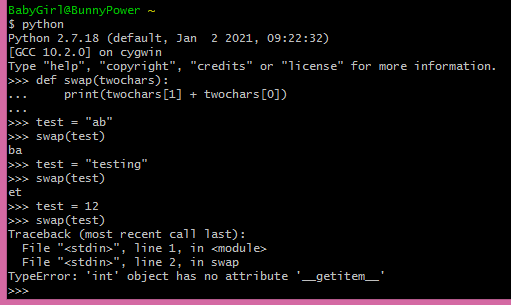 BabyGirl@BunnyPower ~
$ python
Python 2.7.18 (default, Jan  2 2021, 09:22:32)
[GCC 10.2.0] on cygwin
Type "help", "copyright", "credits" or "license" for more information.
>>> def swap(twochars):
...     print(twochars[1] + twochars[0])
...
>>> test = "ab"
>>> swap(test)
ba
>>> test = "testing"
>>> swap(test)
et
>>> test = 12
>>> swap(test)
Traceback (most recent call last):
  File "<stdin>", line 1, in <module>
  File "<stdin>", line 2, in swap
TypeError: 'int' object has no attribute '__getitem__'
>>>